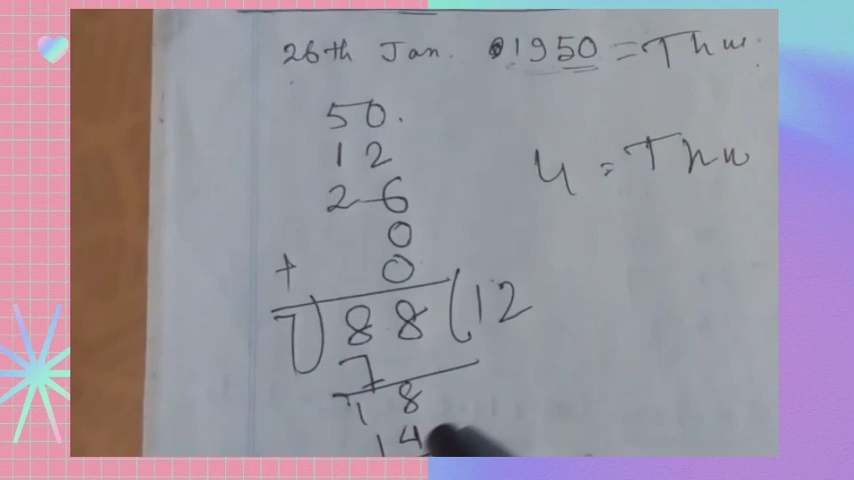 26th Jan. 1950 = Thu.
50.
12
26
0
+ 0
7) 88 (12
7
18
14
4 = Thu